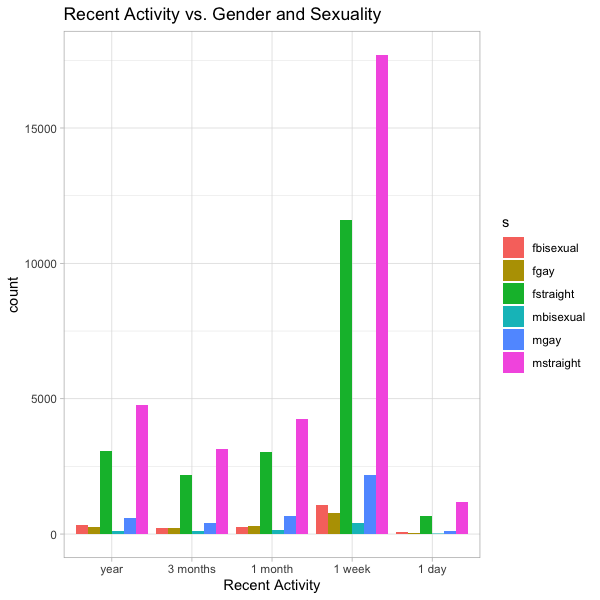 Recent Activity vs. Gender and Sexuality
15000
10000
5000
0
count
year 3 months 1 month 1 week 1 day
Recent Activity
s
fbisexual
fgay
fstraight
mbisexual
mgay
mstraight